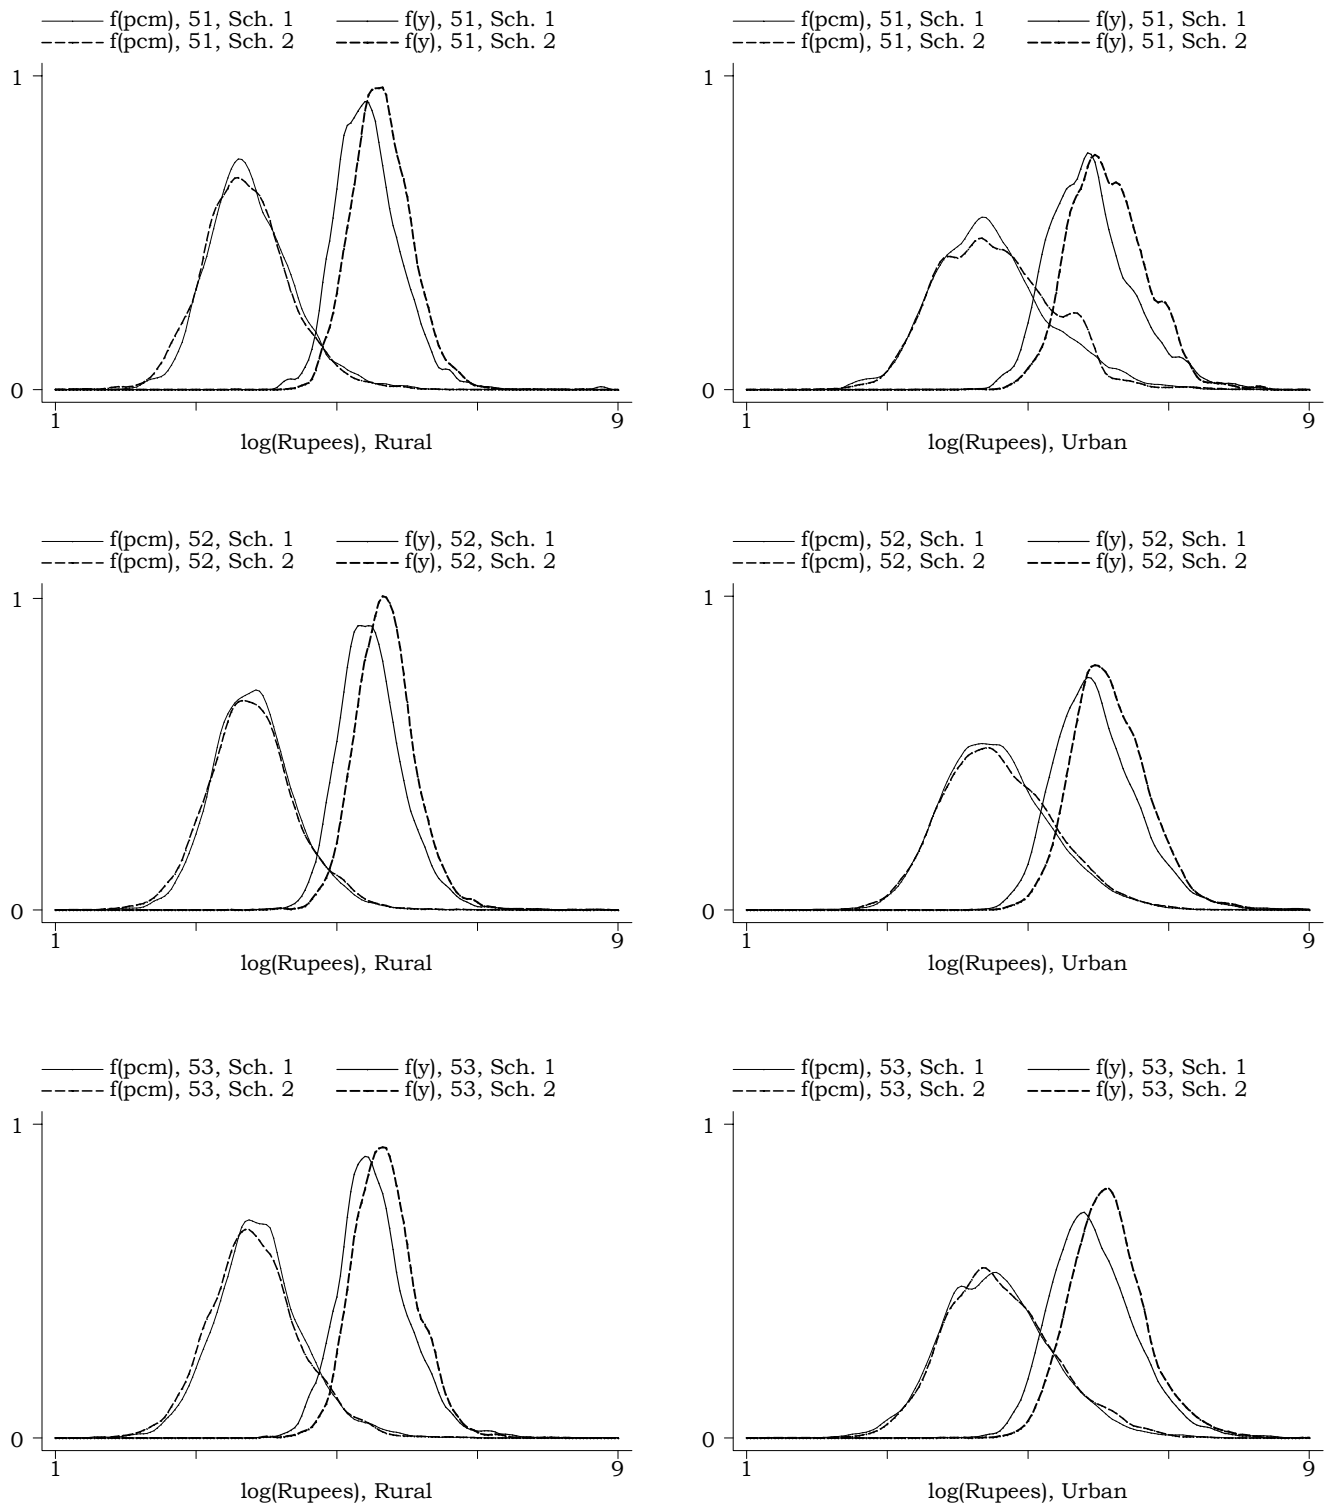 f(pcm), 51, Sch. 1 f(y), 51, Sch. 1
f(pcm), 51, Sch. 2 f(y), 51, Sch. 2
1
0
1 9
log(Rupees), Rural
f(pcm), 51, Sch. 1 f(y), 51, Sch. 1
f(pcm), 51, Sch. 2 f(y), 51, Sch. 2
1
0
1 9
log(Rupees), Urban
f(pcm), 52, Sch. 1 f(y), 52, Sch. 1
f(pcm), 52, Sch. 2 f(y), 52, Sch. 2
1
0
1 9
log(Rupees), Rural
f(pcm), 52, Sch. 1 f(y), 52, Sch. 1
f(pcm), 52, Sch. 2 f(y), 52, Sch. 2
1
0
1 9
log(Rupees), Urban
f(pcm), 53, Sch. 1 f(y), 53, Sch. 1
f(pcm), 53, Sch. 2 f(y), 53, Sch. 2
1
0
1 9
log(Rupees), Rural
f(pcm), 53, Sch. 1 f(y), 53, Sch. 1
f(pcm), 53, Sch. 2 f(y), 53, Sch. 2
1
0
1 9
log(Rupees), Urban